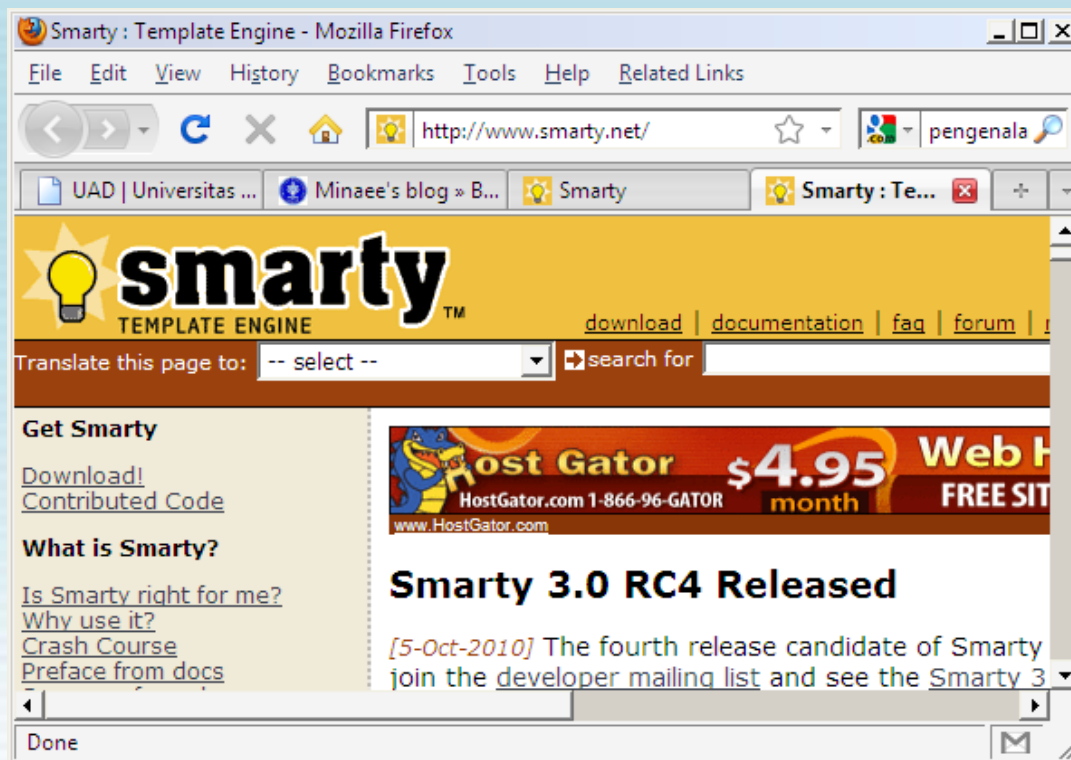 Smarty : Template Engine - Mozilla Firefox
File Edit View History Bookmarks Tools Help Related Links
http://www.smarty.net/ .com pengenala
UAD | Universitas ... Minaee's blog » B... Smarty Smarty : Te...
smarty™
TEMPLATE ENGINE
download | documentation | faq | forum |
Translate this page to: -- select -- search for
Get Smarty
Download!
Contributed Code
What is Smarty?
Is Smarty right for me?
Why use it?
Crash Course
Preface from docs
Host Gator $4.95 Web H
HostGator.com 1-866-96-GATOR month FREE SIT
www.HostGator.com
Smarty 3.0 RC4 Released
[5-Oct-2010] The fourth release candidate of Smarty
join the developer mailing list and see the Smarty 3
Done